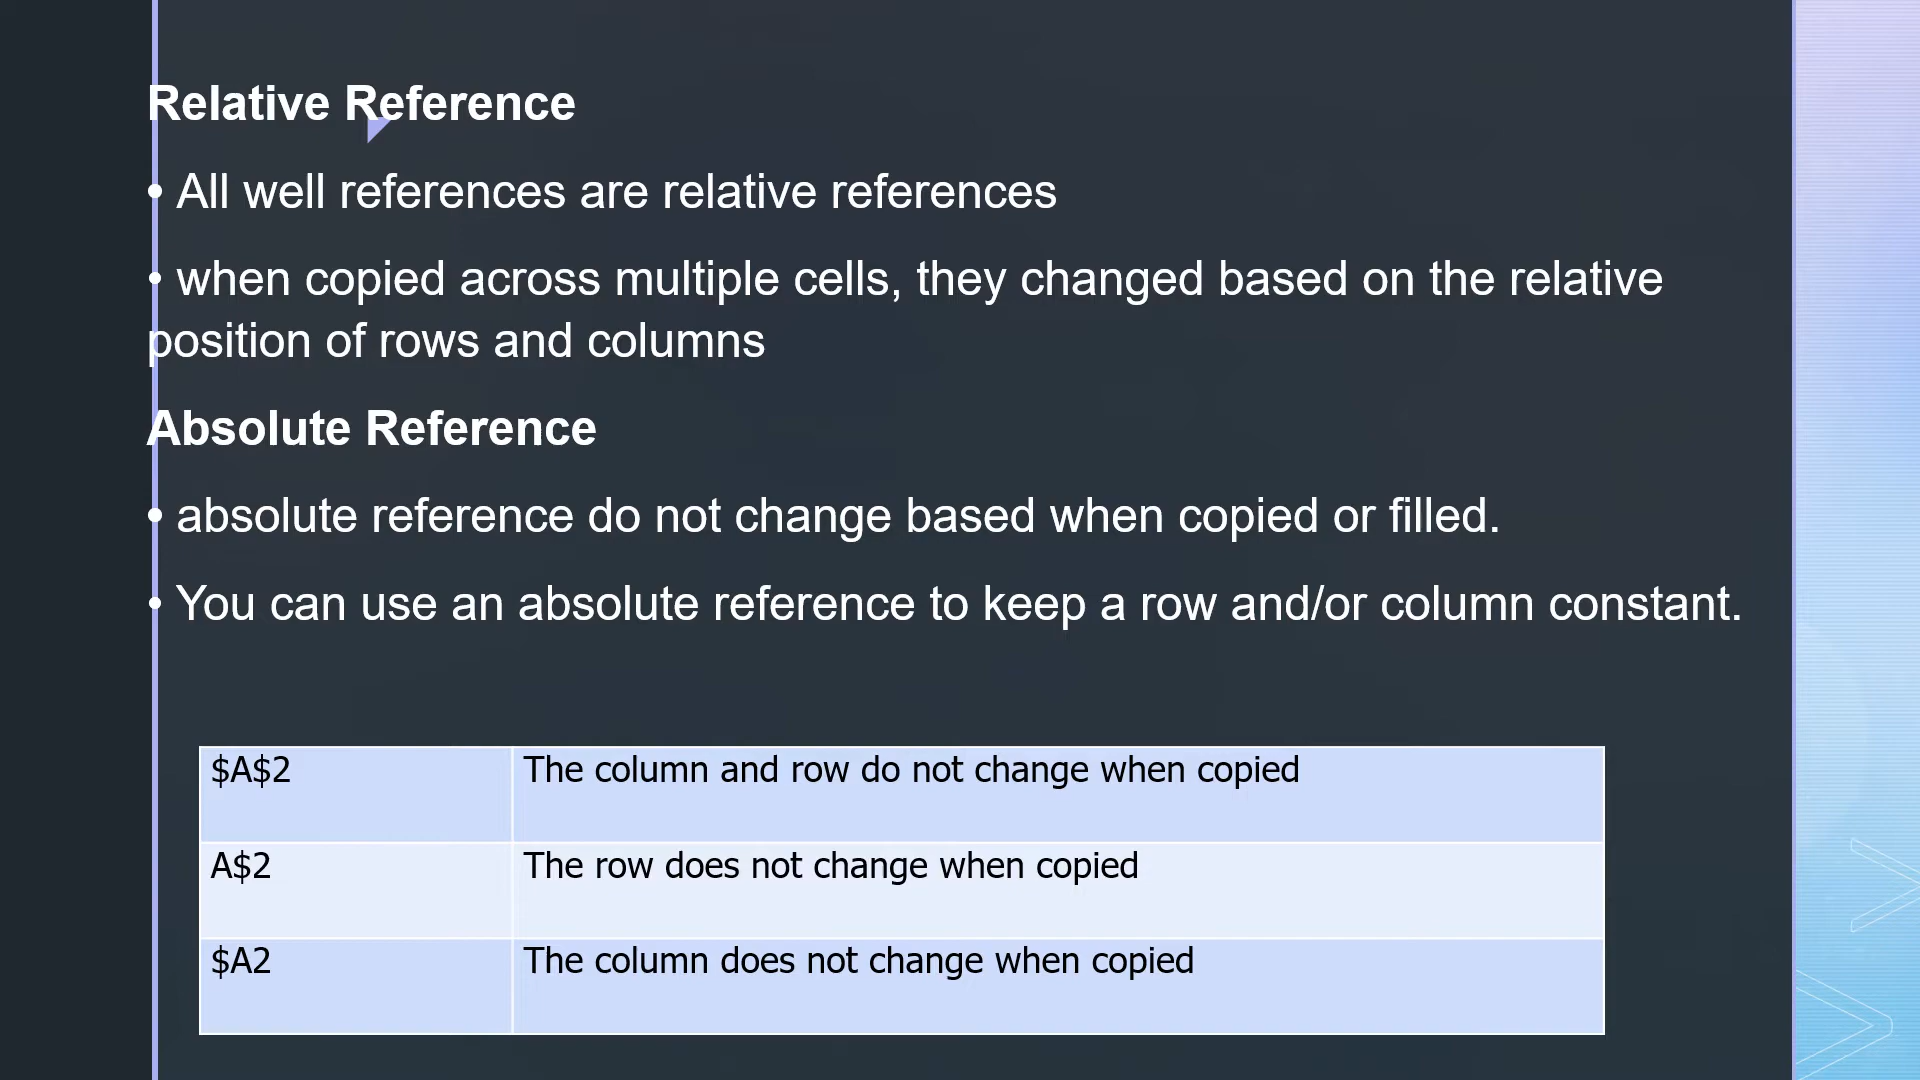 Relative Reference
• All well references are relative references
• when copied across multiple cells, they changed based on the relative
position of rows and columns
Absolute Reference
• absolute reference do not change based when copied or filled.
• You can use an absolute reference to keep a row and/or column constant.
$A$2 The column and row do not change when copied
A$2 The row does not change when copied
$A2 The column does not change when copied